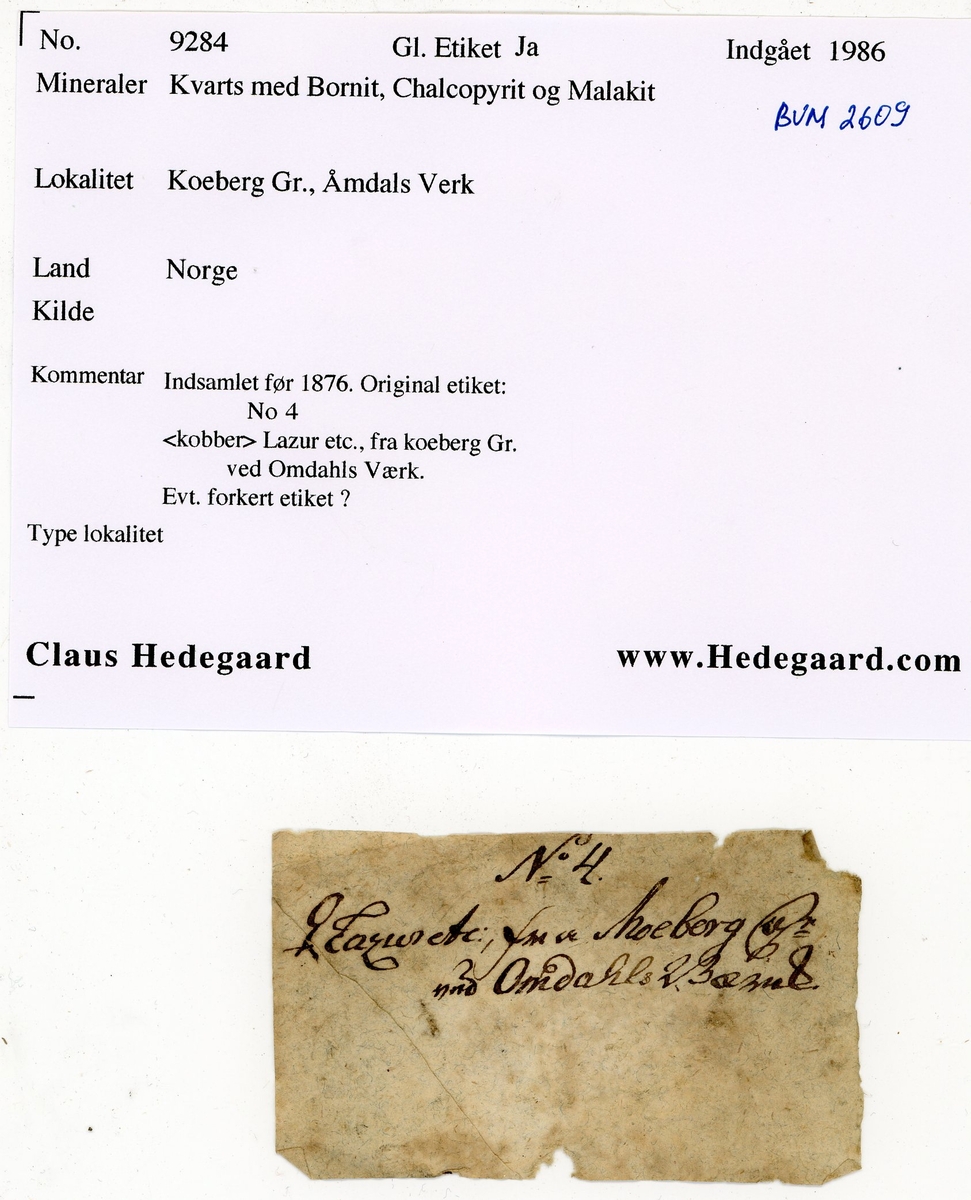 No. 9284 Gl. Etiket Ja Indgået 1986
Mineraler Kvarts med Bornit, Chalcopyrit og Malakit
BVM 2609
Lokalitet Koeberg Gr., Åmdals Verk
Land Norge
Kilde
Kommentar Indsamlet før 1876. Original etiket:
No 4
<kobber> Lazur etc., fra koeberg Gr.
ved Omdahls Værk.
Evt. forkert etiket ?
Type lokalitet
Claus Hedegaard www.Hedegaard.com
No 4.
♀ Lazur etc:, fra Moeberg Gr
ved Omdahls Værk.